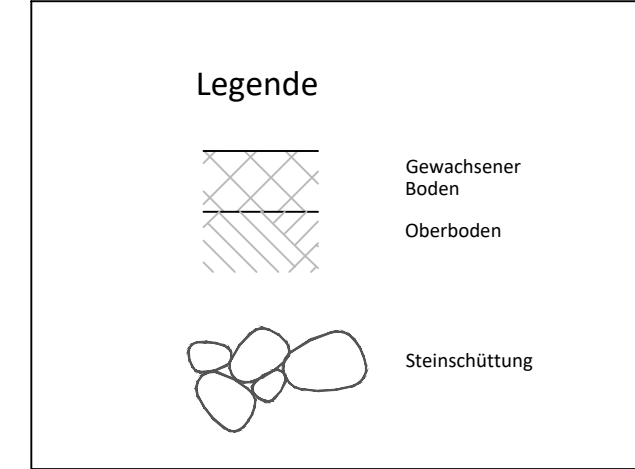 Legende
Gewachsener
Boden
Oberboden
Steinschüttung